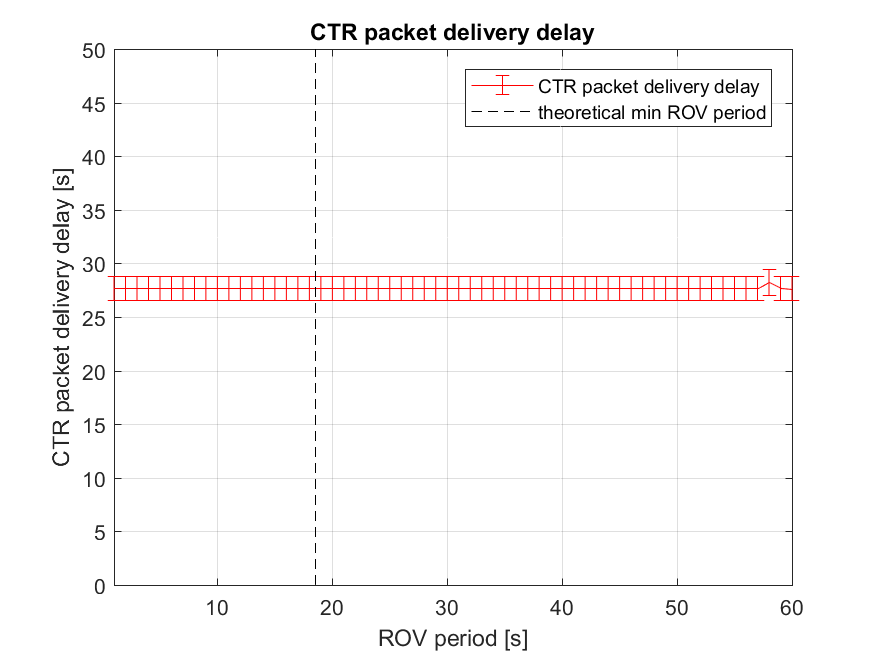 CTR packet delivery delay
CTR packet delivery delay
theoretical min ROV period
CTR packet delivery delay [s]
50
45
40
35
30
25
20
15
10
5
0
10 20 30 40 50 60
ROV period [s]